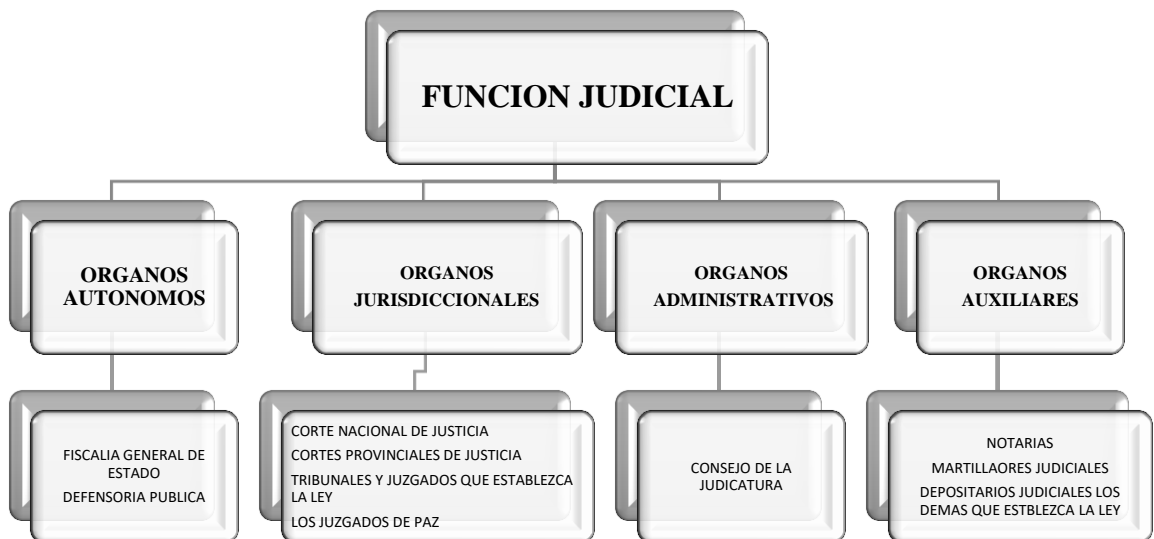 FUNCION JUDICIAL
ORGANOS
AUTONOMOS
ORGANOS
JURISDICCIONALES
ORGANOS
ADMINISTRATIVOS
ORGANOS
AUXILIARES
FISCALIA GENERAL DE
ESTADO
DEFENSORIA PUBLICA
CORTE NACIONAL DE JUSTICIA
CORTES PROVINCIALES DE JUSTICIA
TRIBUNALES Y JUZGADOS QUE ESTABLEZCA
LA LEY
LOS JUZGADOS DE PAZ
CONSEJO DE LA
JUDICATURA
NOTARIAS
MARTILLAORES JUDICIALES
DEPOSITARIOS JUDICIALES LOS
DEMAS QUE ESTBLEZCA LA LEY